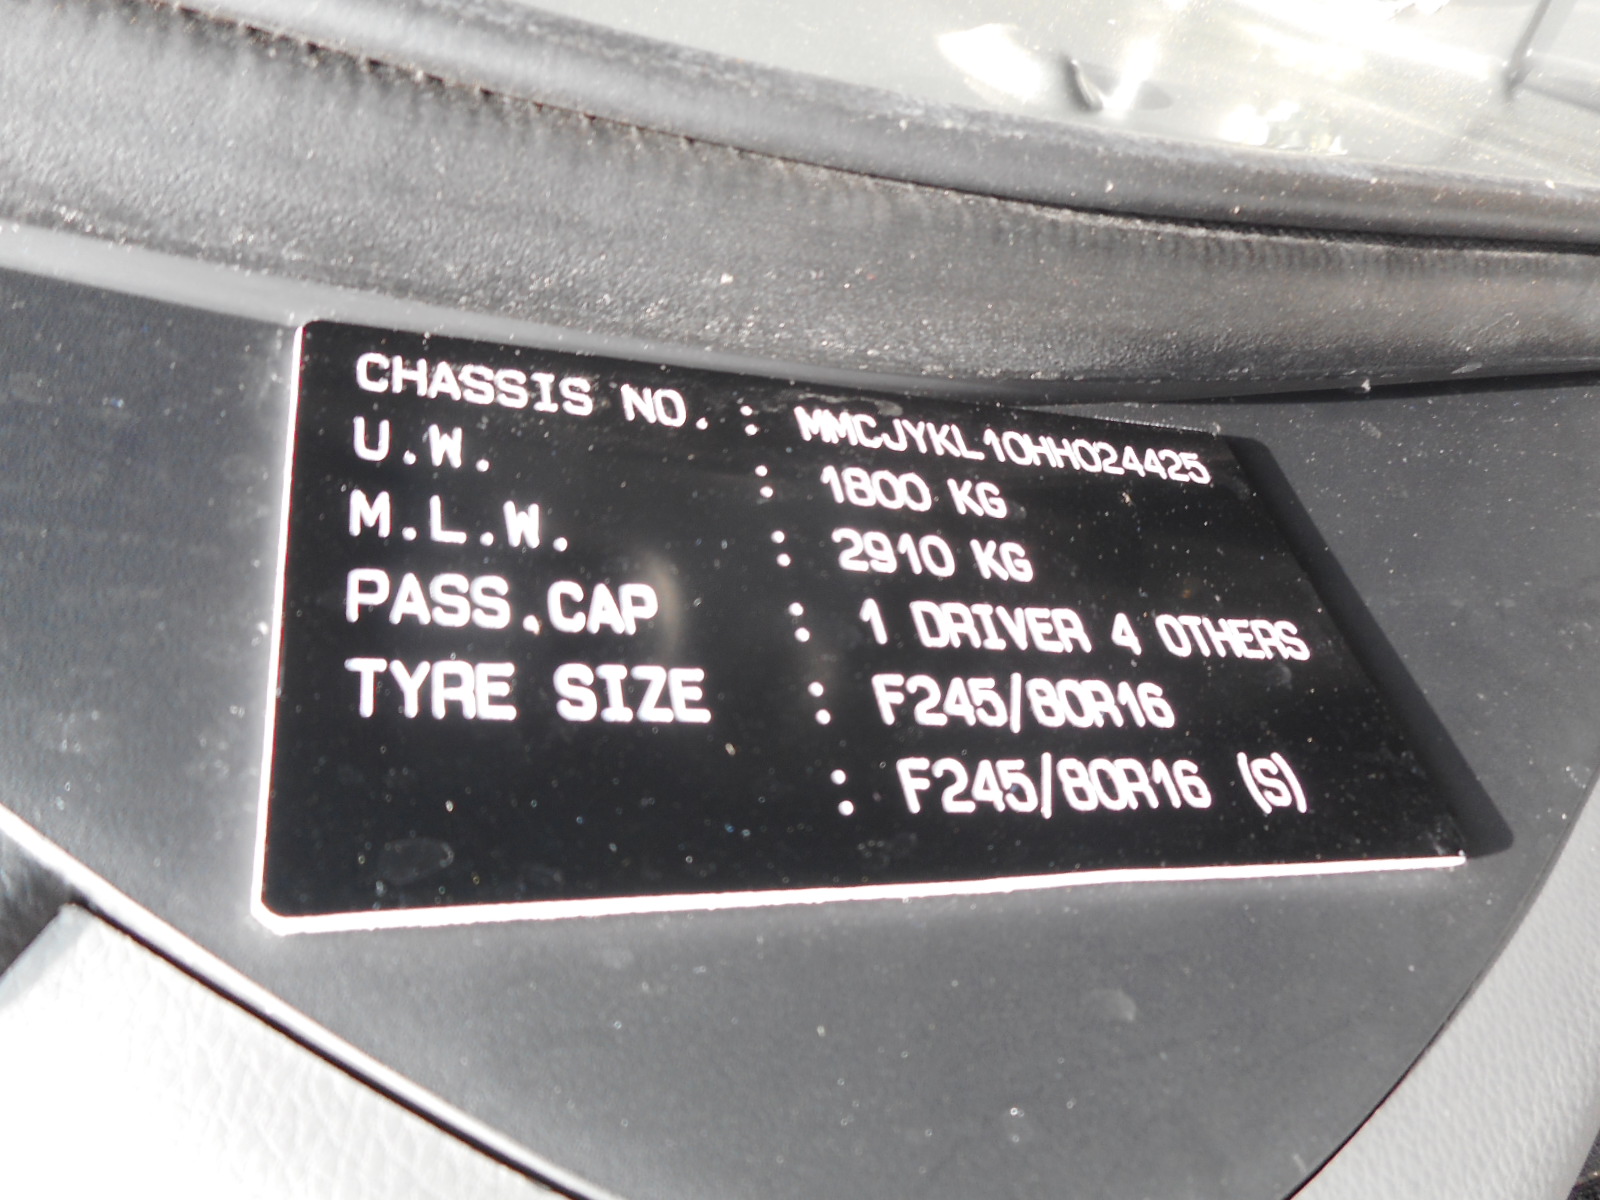 CHASSIS NO. : MMCJYKL10HH024425
U.W. : 1800 KG
M.L.W. : 2910 KG
PASS.CAP : 1 DRIVER 4 OTHERS
TYRE SIZE : F245/80R16
: F245/80R16 (S)